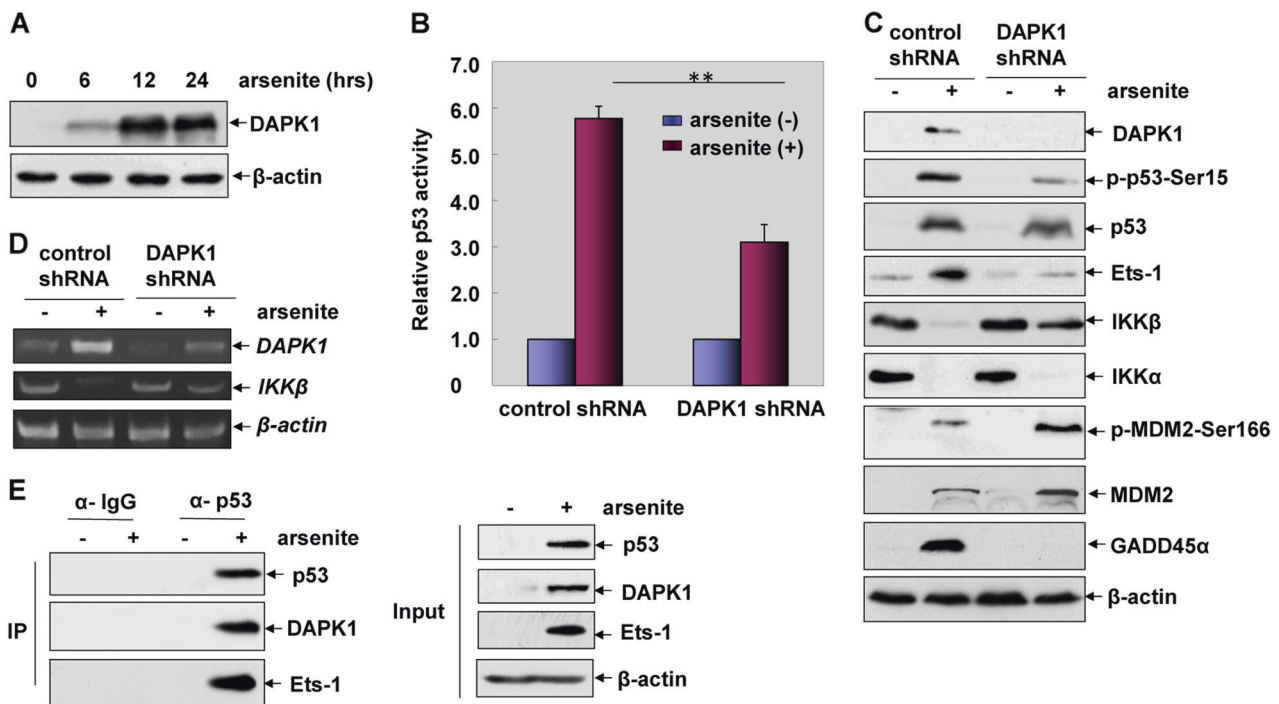 A
0 6 12 24 arsenite (hrs)
DAPK1
β-actin
B
7.0
6.0
5.0
4.0
3.0
2.0
1.0
0
Relative p53 activity
**
arsenite (-)
arsenite (+)
control shRNA DAPK1 shRNA
C
control shRNA DAPK1 shRNA
- + - + arsenite
DAPK1
p-p53-Ser15
p53
Ets-1
IKKβ
IKKα
p-MDM2-Ser166
MDM2
GADD45α
β-actin
D
control shRNA DAPK1 shRNA
- + - + arsenite
DAPK1
IKKβ
β-actin
E
α- IgG α- p53
- + - + arsenite
IP
p53
DAPK1
Ets-1
- + arsenite
Input
p53
DAPK1
Ets-1
β-actin